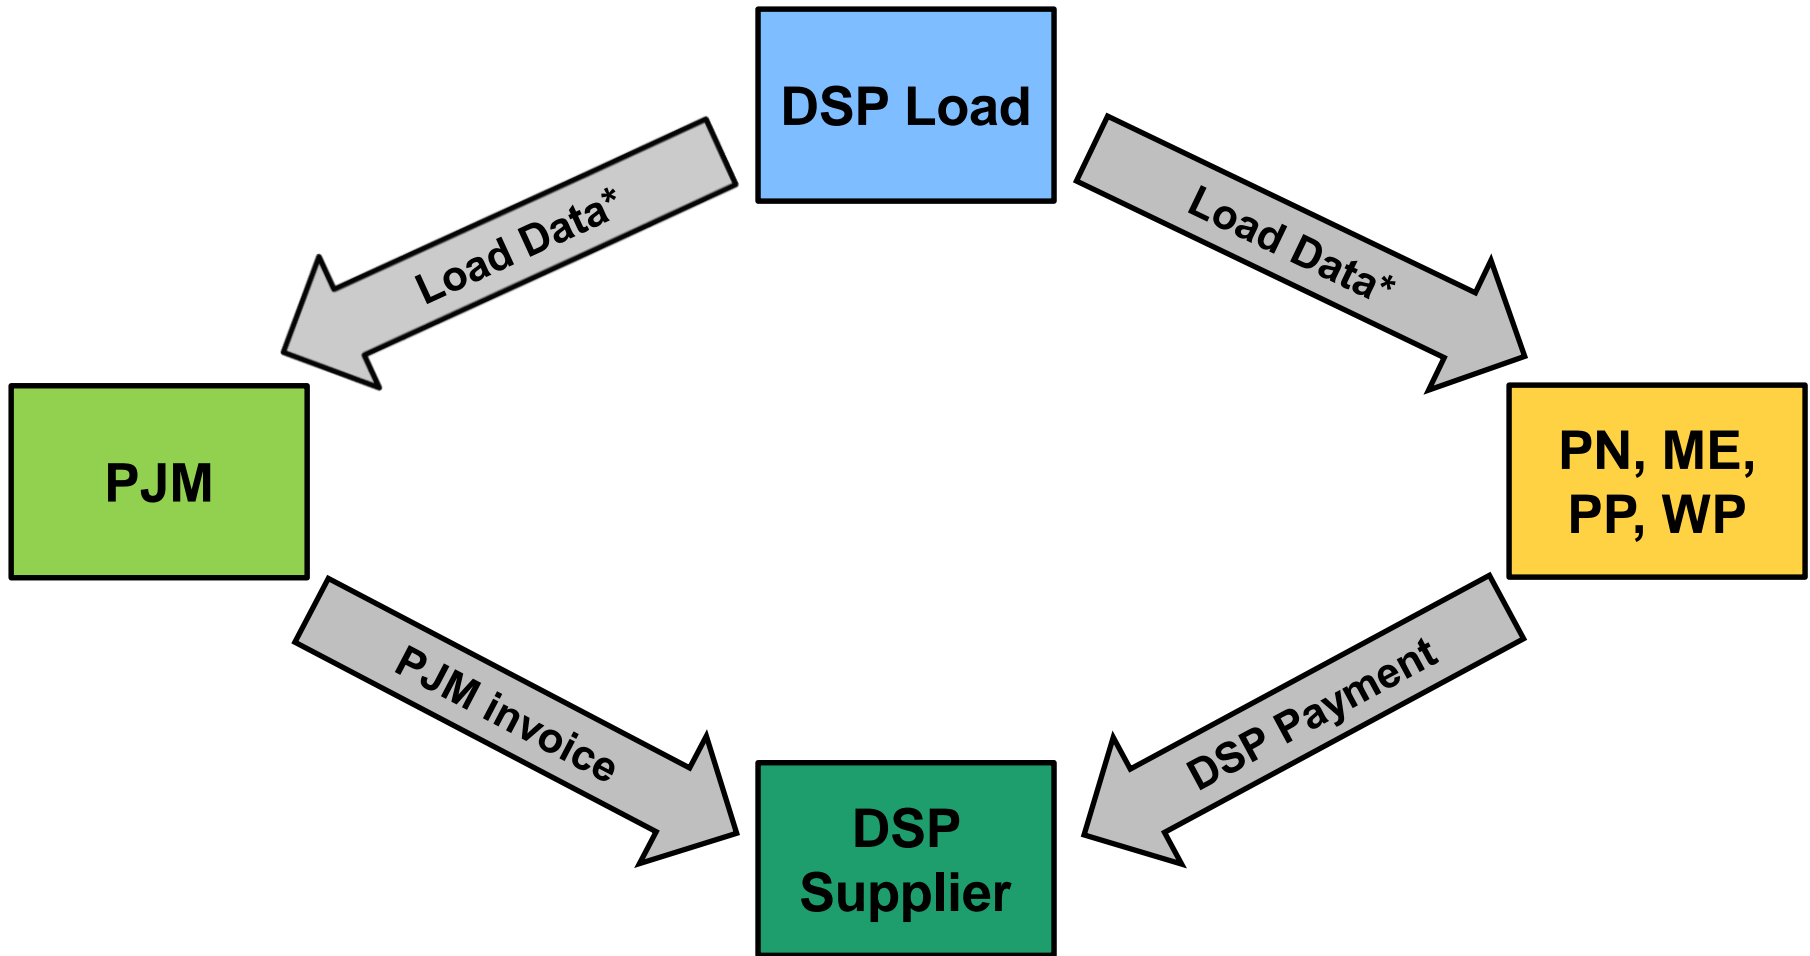 DSP Load
Load Data*
Load Data*
PJM
PN, ME,
PP, WP
PJM invoice
DSP Payment
DSP
Supplier